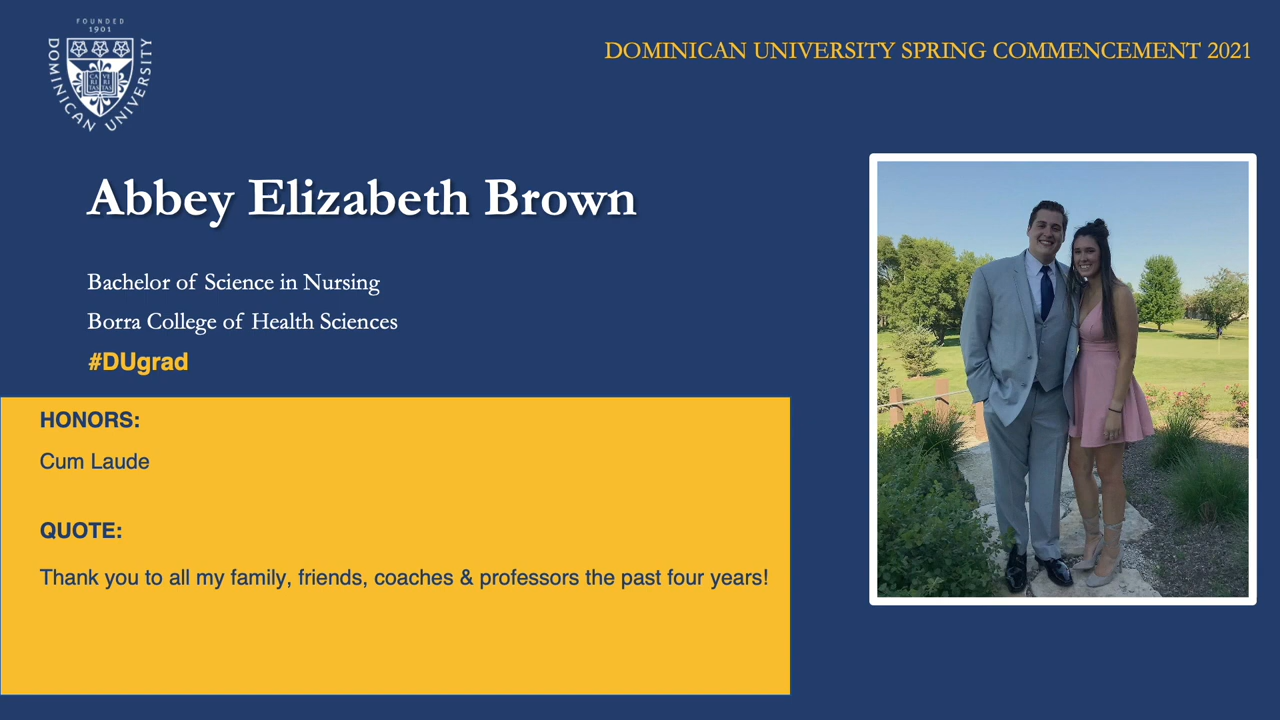 FOUNDED
1901
DOMINICAN UNIVERSITY
CARITAS VERITAS
DOMINICAN UNIVERSITY SPRING COMMENCEMENT 2021
Abbey Elizabeth Brown
Bachelor of Science in Nursing
Borra College of Health Sciences
#DUgrad
HONORS:
Cum Laude
QUOTE:
Thank you to all my family, friends, coaches & professors the past four years!